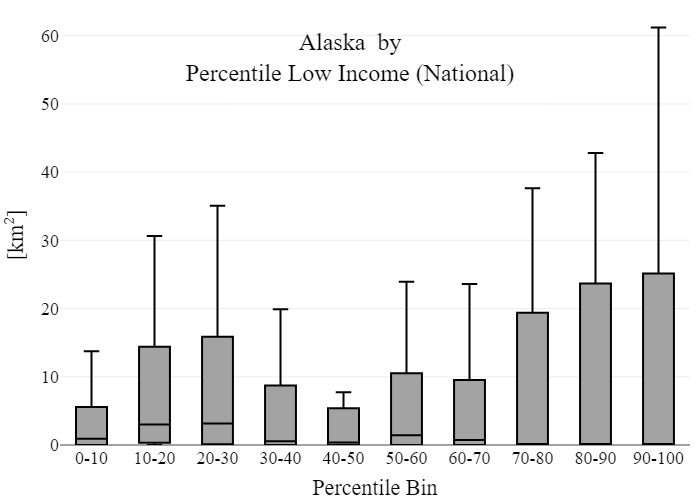 Alaska by
Percentile Low Income (National)
60
50
40
30
20
10
0
[km²]
0-10 10-20 20-30 30-40 40-50 50-60 60-70 70-80 80-90 90-100
Percentile Bin